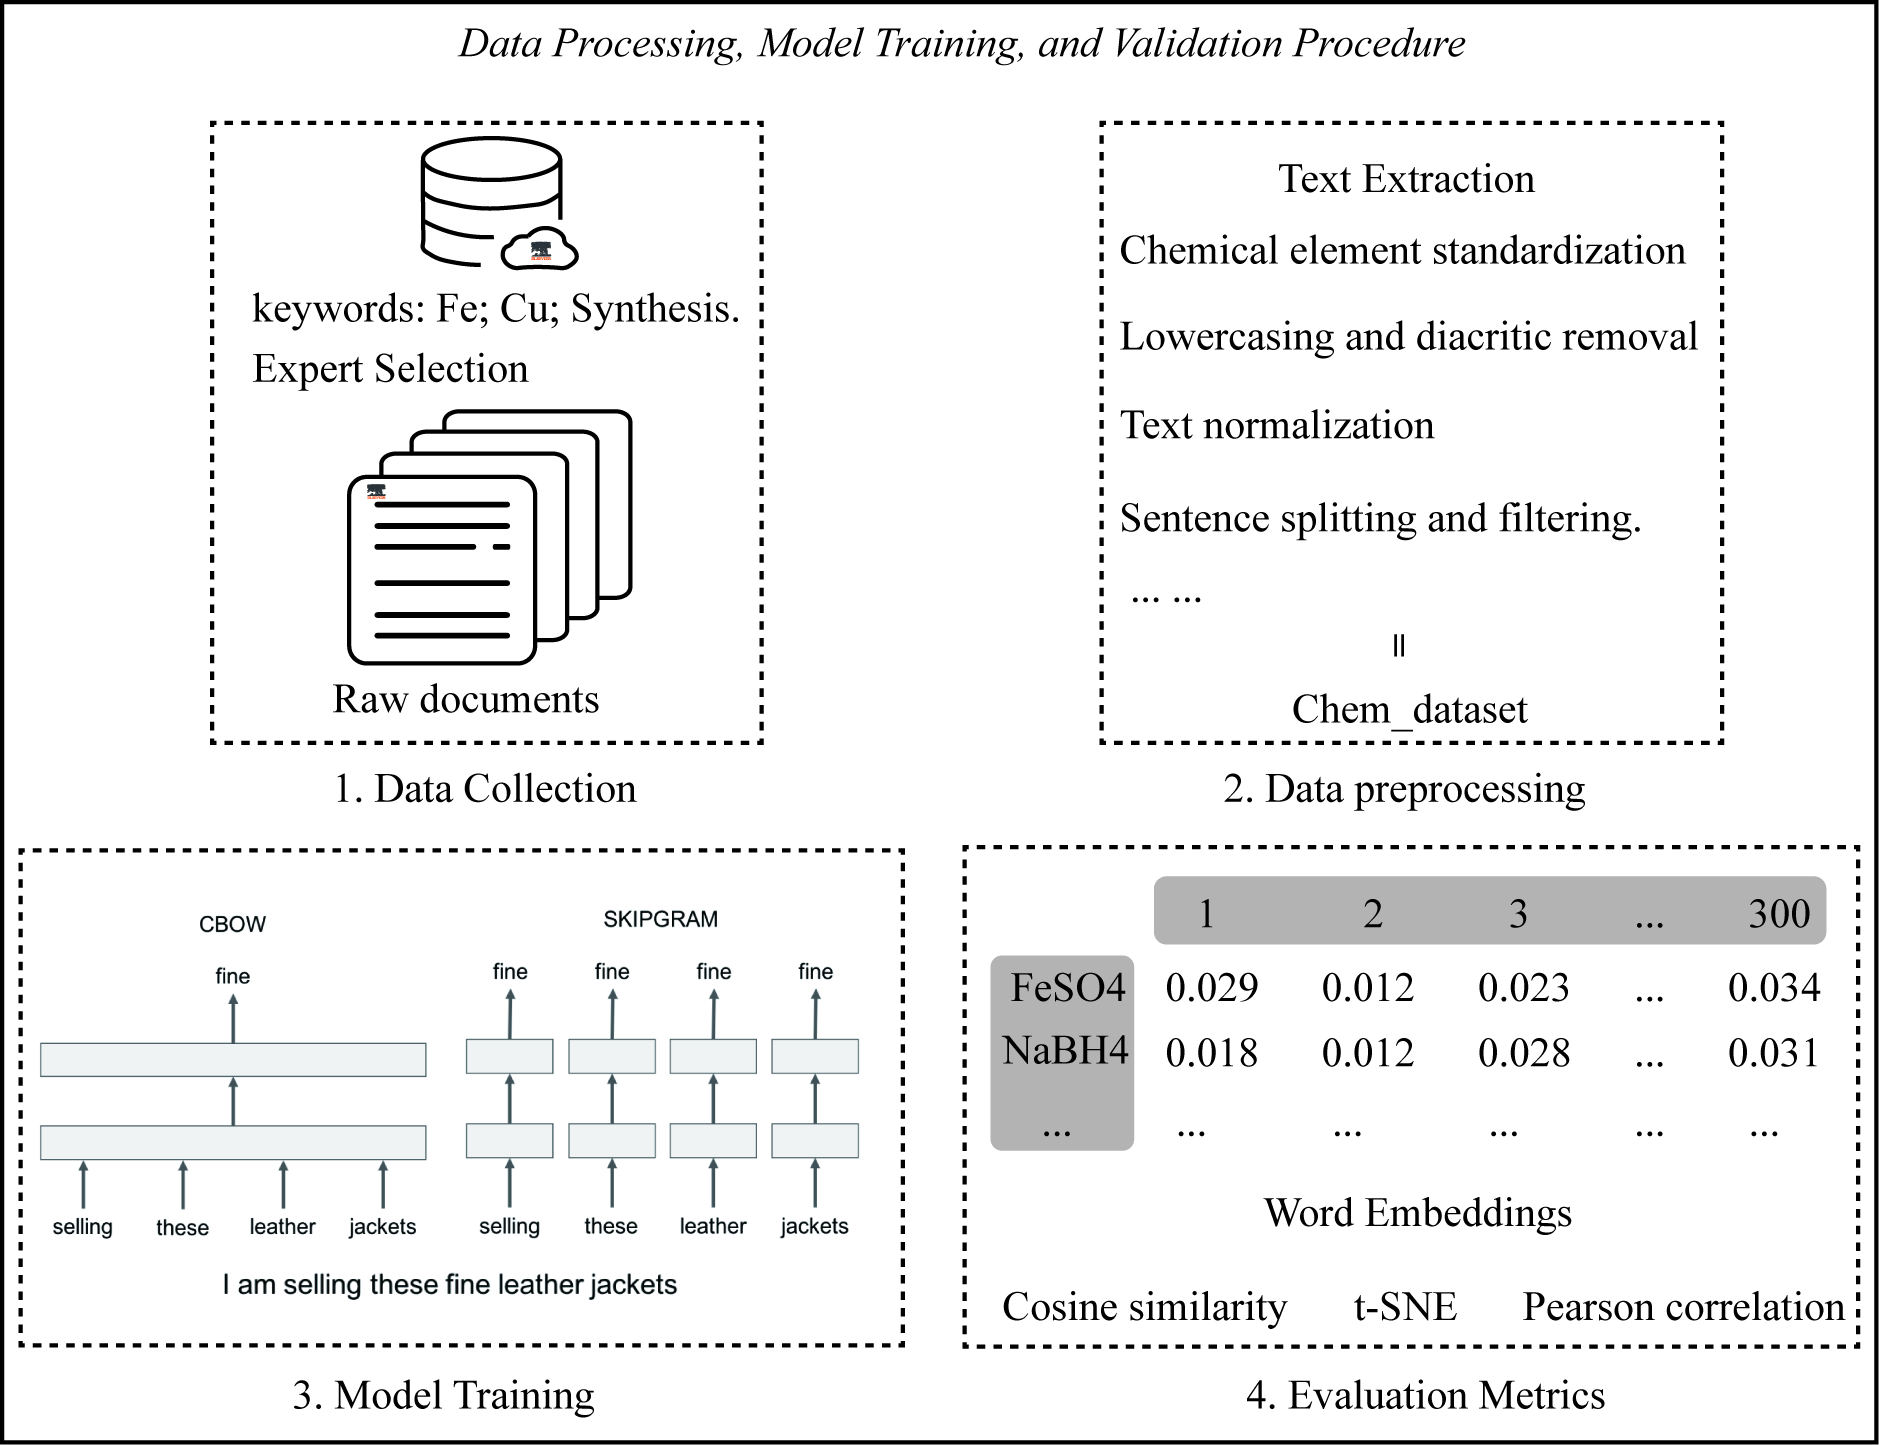 Data Processing, Model Training, and Validation Procedure
keywords: Fe; Cu; Synthesis.
Expert Selection
Raw documents
1. Data Collection
Text Extraction
Chemical element standardization
Lowercasing and diacritic removal
Text normalization
Sentence splitting and filtering.
... ...
=
Chem_dataset
2. Data preprocessing
CBOW
fine
selling these leather jackets
SKIPGRAM
fine fine fine fine
selling these leather jackets
I am selling these fine leather jackets
3. Model Training
1 2 3 ... 300
FeSO4 0.029 0.012 0.023 ... 0.034
NaBH4 0.018 0.012 0.028 ... 0.031
... ... ... ... ... ...
Word Embeddings
Cosine similarity t-SNE Pearson correlation
4. Evaluation Metrics